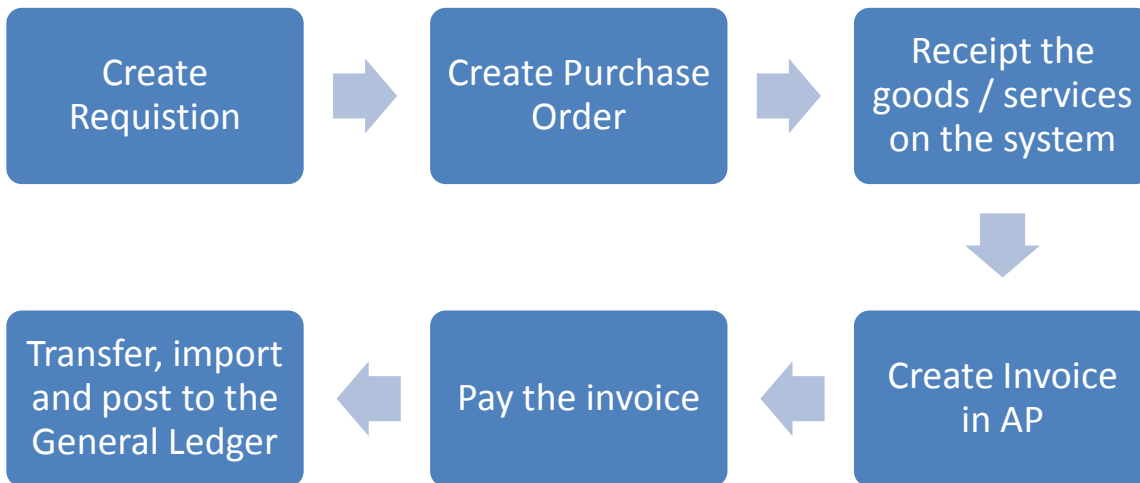 Create
Requistion
Create Purchase
Order
Receipt the
goods / services
on the system
Create Invoice
in AP
Pay the invoice
Transfer, import
and post to the
General Ledger